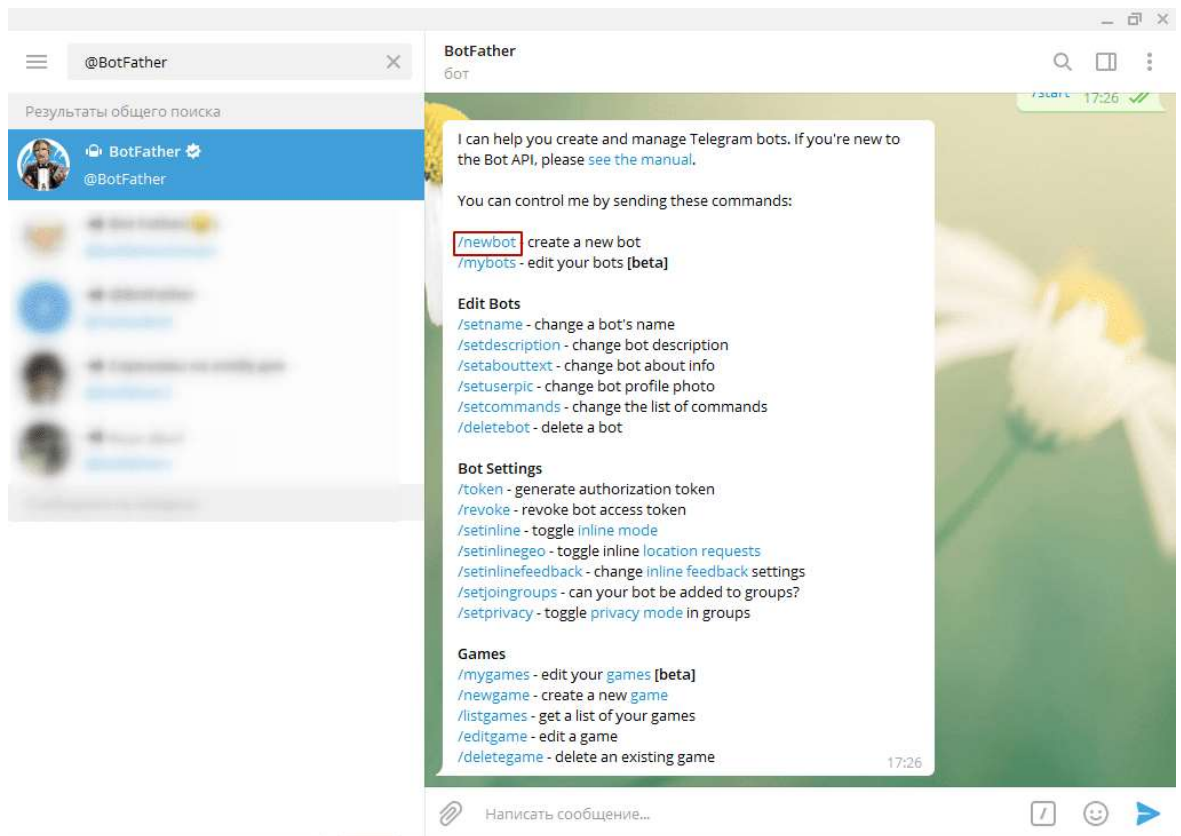 @BotFather
Результаты общего поиска
BotFather
@BotFather
BotFather
бот
/start 17:26
I can help you create and manage Telegram bots. If you're new to
the Bot API, please see the manual.
You can control me by sending these commands:
/newbot - create a new bot
/mybots - edit your bots [beta]
Edit Bots
/setname - change a bot's name
/setdescription - change bot description
/setabouttext - change bot about info
/setuserpic - change bot profile photo
/setcommands - change the list of commands
/deletebot - delete a bot
Bot Settings
/token - generate authorization token
/revoke - revoke bot access token
/setinline - toggle inline mode
/setinlinegeo - toggle inline location requests
/setinlinefeedback - change inline feedback settings
/setjoingroups - can your bot be added to groups?
/setprivacy - toggle privacy mode in groups
Games
/mygames - edit your games [beta]
/newgame - create a new game
/listgames - get a list of your games
/editgame - edit a game
/deletegame - delete an existing game
17:26
Написать сообщение...